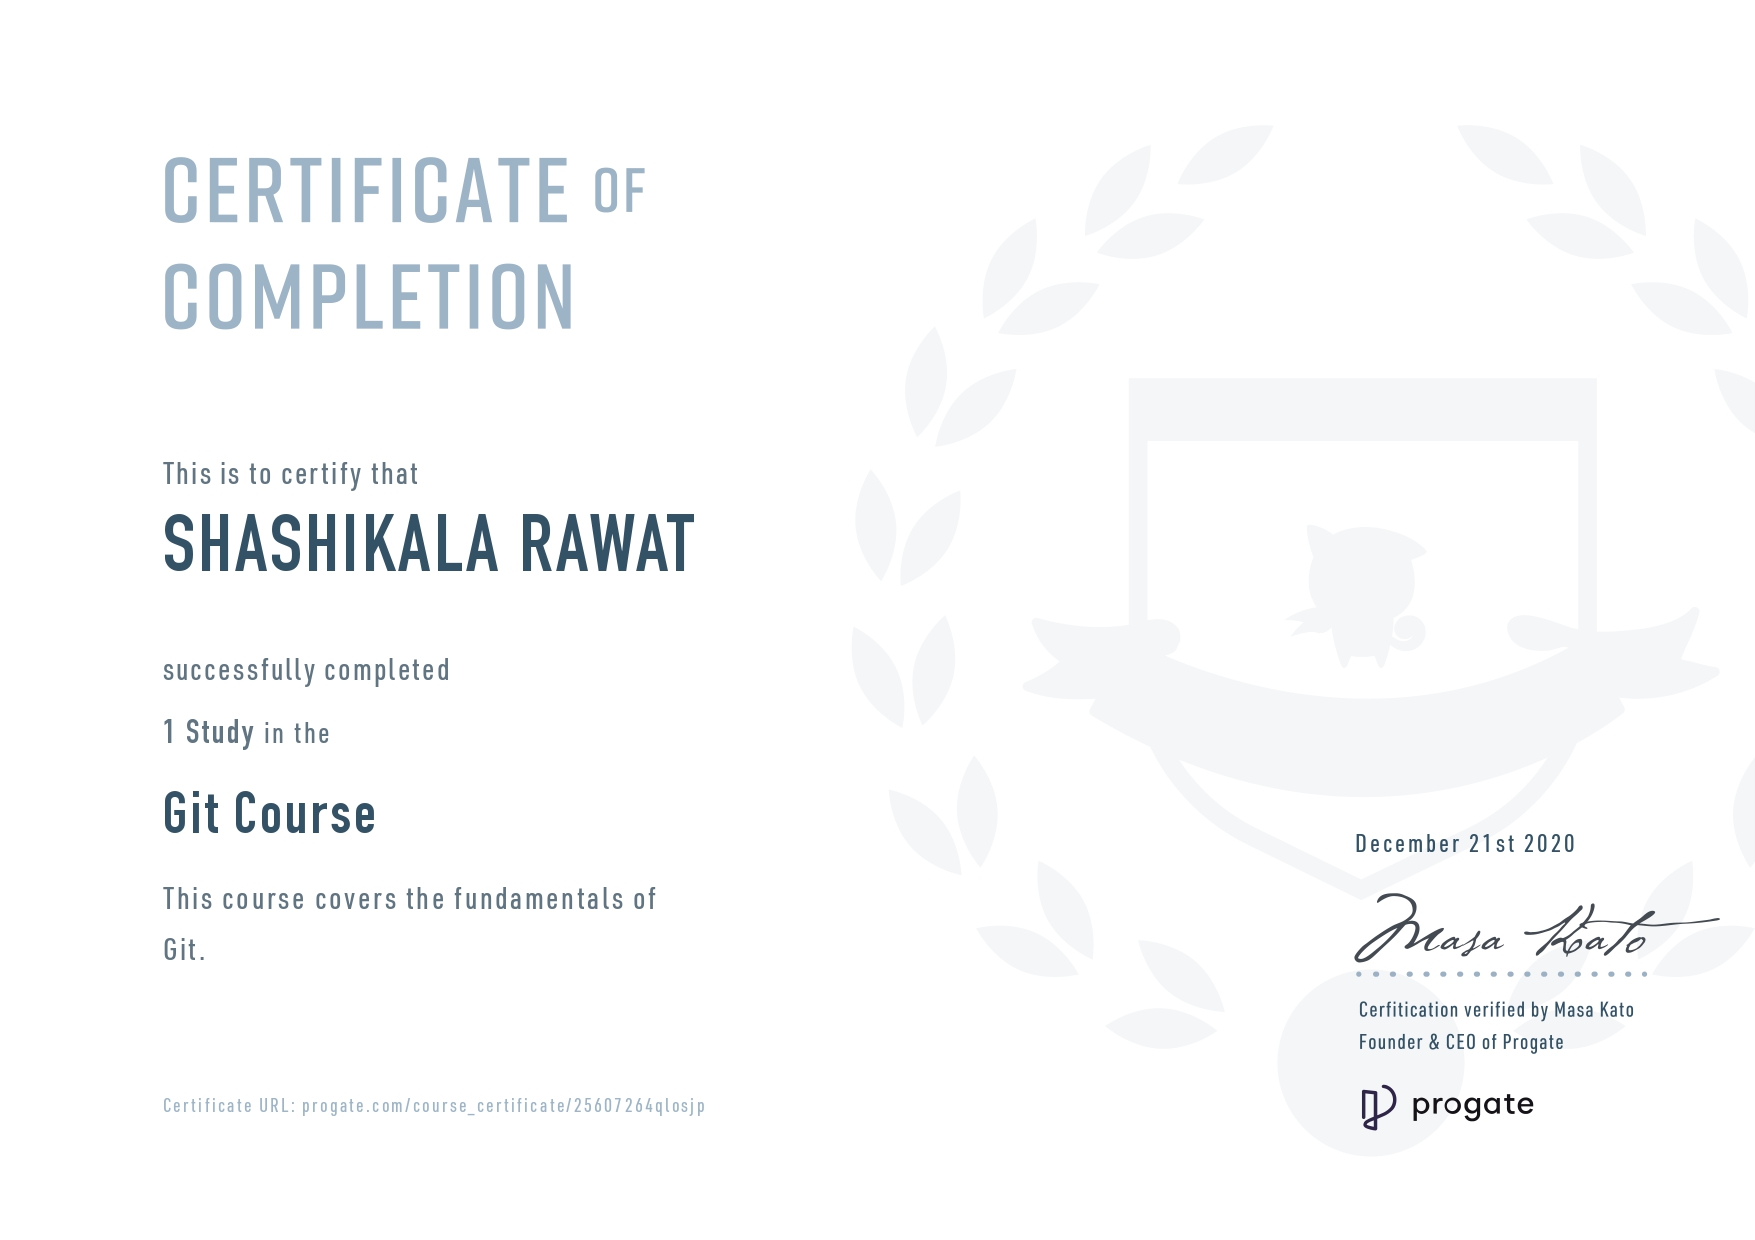 CERTIFICATE OF
COMPLETION
This is to certify that
SHASHIKALA RAWAT
successfully completed
1 Study in the
Git Course
This course covers the fundamentals of
Git.
Certificate URL: progate.com/course_certificate/25607264qlosjp
December 21st 2020
Masa Kato
Cerfitication verified by Masa Kato
Founder & CEO of Progate
progate